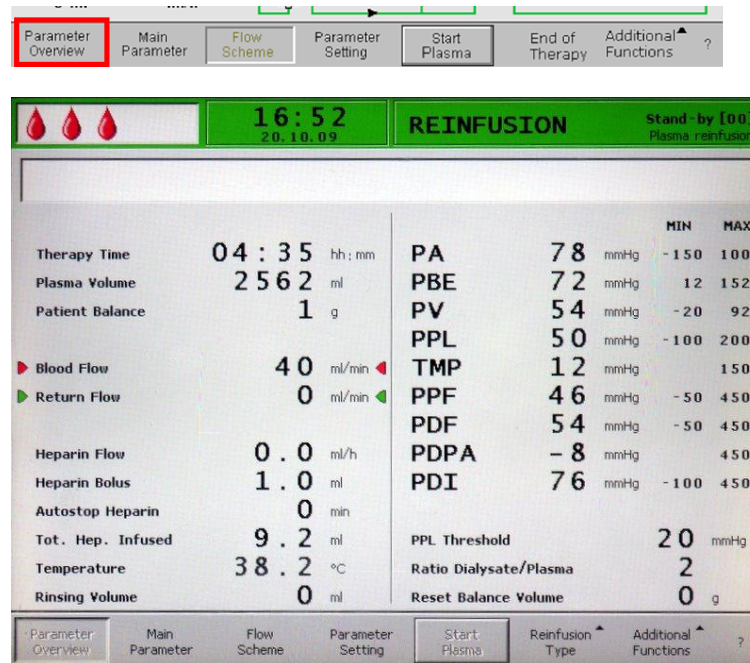 Parameter Overview Main Parameter Flow Scheme Parameter Setting Start Plasma End of Therapy Additional Functions ?
16:52 REINFUSION Stand-by [00]
20.10.09 Plasma reinfusion
MIN MAX
Therapy Time 04:35 hh:mm PA 78 mmHg -150 100
Plasma Volume 2562 ml PBE 72 mmHg 12 152
Patient Balance 1 g PV 54 mmHg -20 92
PPL 50 mmHg -100 200
Blood Flow 40 ml/min TMP 12 mmHg 150
Return Flow 0 ml/min PPF 46 mmHg -50 450
PDF 54 mmHg -50 450
Heparin Flow 0.0 ml/h PDPA -8 mmHg 450
Heparin Bolus 1.0 ml PDI 76 mmHg -100 450
Autostop Heparin 0 min
Tot. Hep. Infused 9.2 ml PPL Threshold 20 mmHg
Temperature 38.2 °C Ratio Dialysate/Plasma 2
Rinsing Volume 0 ml Reset Balance Volume 0 g
Parameter Overview Main Parameter Flow Scheme Parameter Setting Start Plasma Reinfusion Type Additional Functions ?